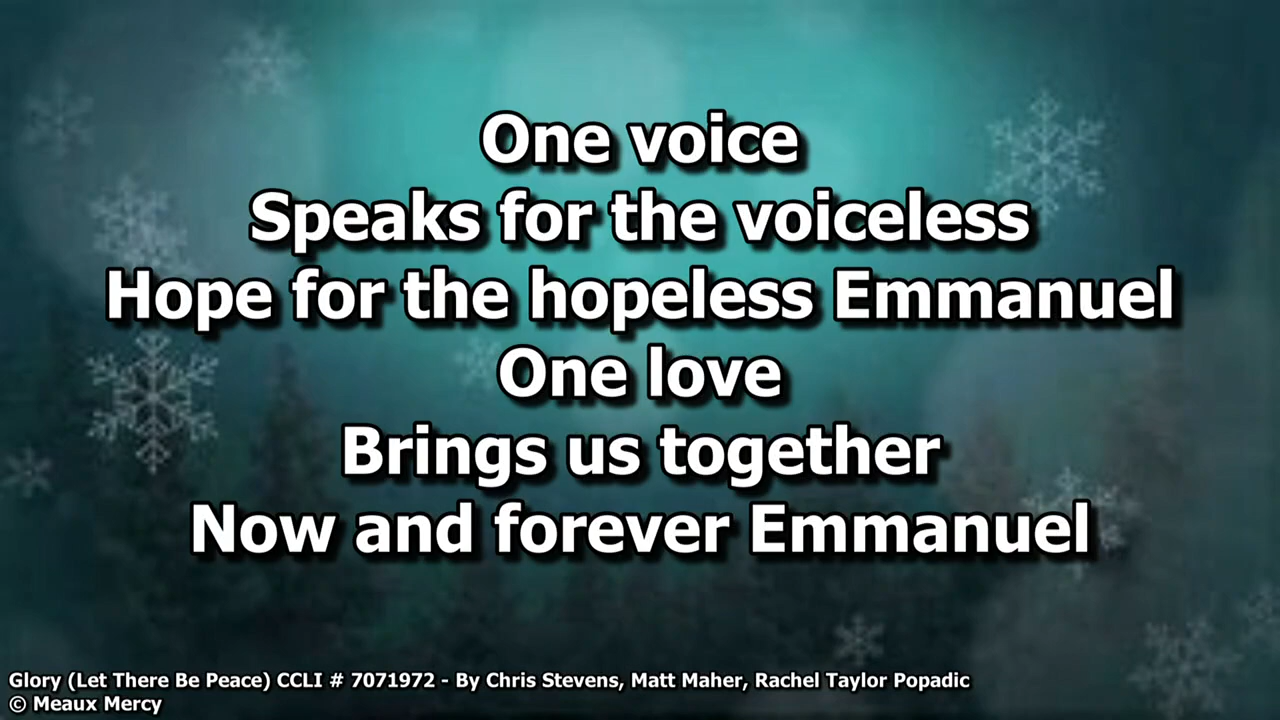 One voice
Speaks for the voiceless
Hope for the hopeless Emmanuel
One love
Brings us together
Now and forever Emmanuel
Glory (Let There Be Peace) CCLI # 7071972 - By Chris Stevens, Matt Maher, Rachel Taylor Popadic
© Meaux Mercy